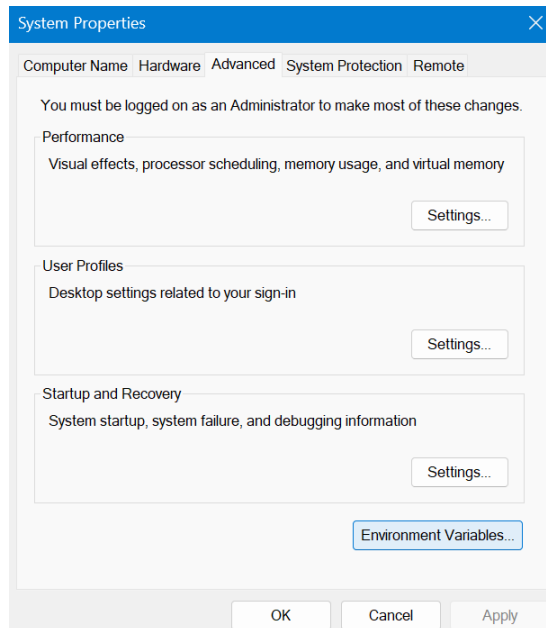 System Properties
Computer Name Hardware Advanced System Protection Remote
You must be logged on as an Administrator to make most of these changes.
Performance
Visual effects, processor scheduling, memory usage, and virtual memory
Settings...
User Profiles
Desktop settings related to your sign-in
Settings...
Startup and Recovery
System startup, system failure, and debugging information
Settings...
Environment Variables...
OK Cancel Apply